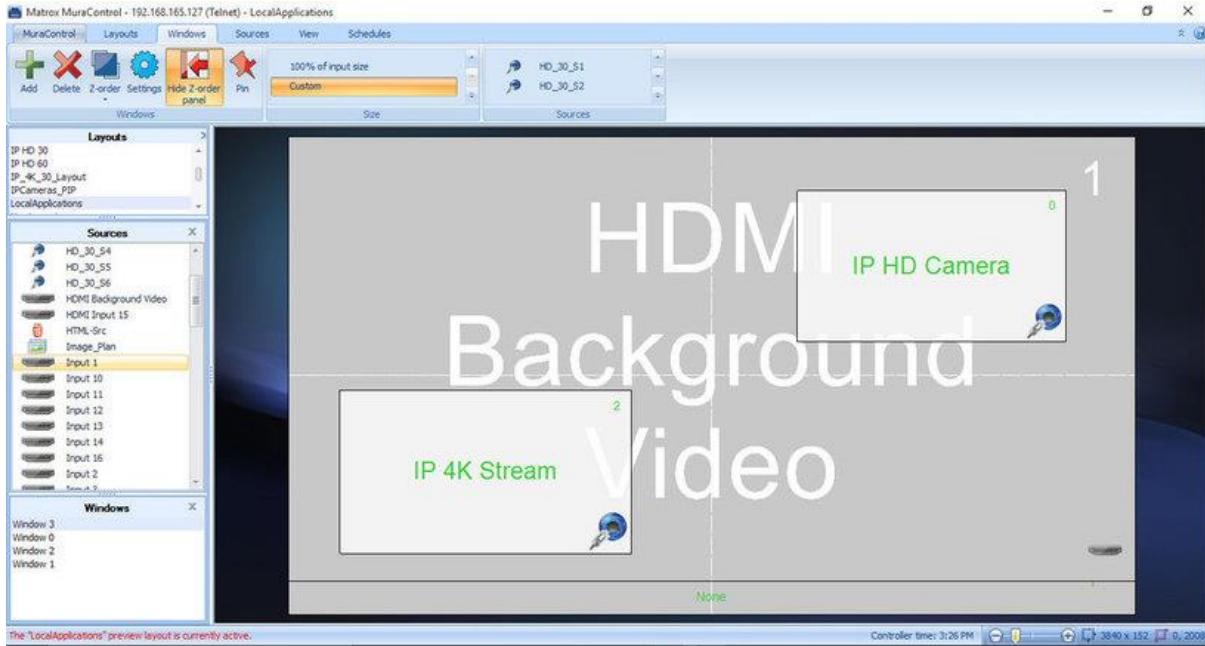 Matrox MuraControl - 192.168.165.127 (Telnet) - LocalApplications
MuraControl Layouts Windows Sources View Schedules
Add Delete Z-order Settings Hide Z-order panel Pin
100% of input size
Custom
HD_30_S1
HD_30_S2
Windows Size Sources
Layouts
IP HD 30
IP HD 60
IP_4K_30_Layout
IPCameras_PIP
LocalApplications
Sources
HD_30_S4
HD_30_S5
HD_30_S6
HDMI Background Video
HDMI Input 15
HTML-Src
Image_Plan
Input 1
Input 10
Input 11
Input 12
Input 13
Input 14
Input 16
Input 2
Windows
Window 3
Window 0
Window 2
Window 1
1
HDMI
Background
Video
0
IP HD Camera
2
IP 4K Stream
None
The "LocalApplications" preview layout is currently active.
Controller time: 3:26 PM
3840 x 152
0, 2008